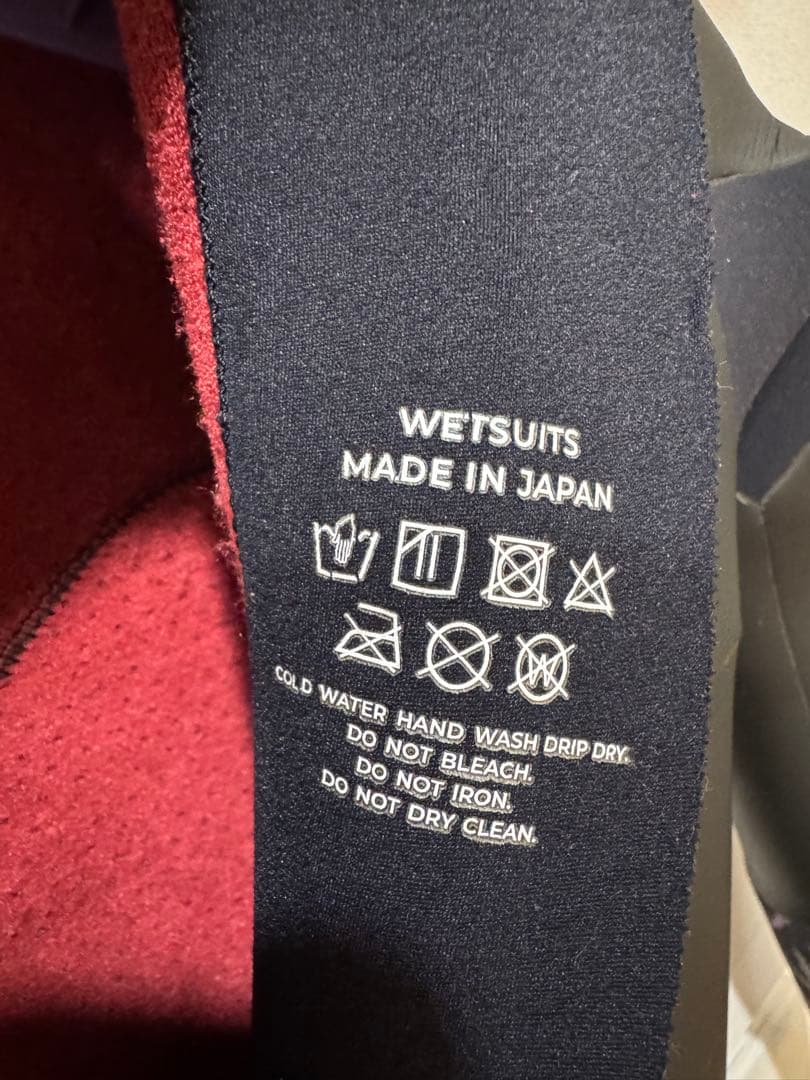 WETSUITS
MADE IN JAPAN
W
COLD WATER HAND WASH DRIP DRY.
DO NOT BLEACH.
DO NOT IRON.
DO NOT DRY CLEAN.